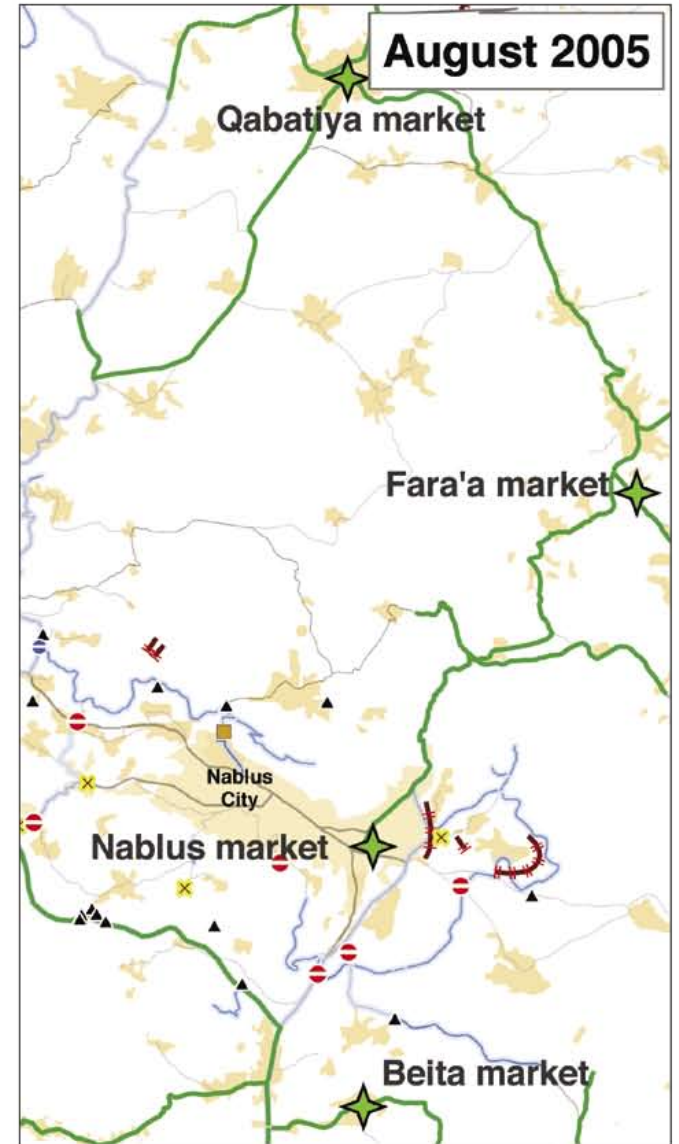 August 2005
Qabatiya market
Fara'a market
Nablus
City
Nablus market
Beita market